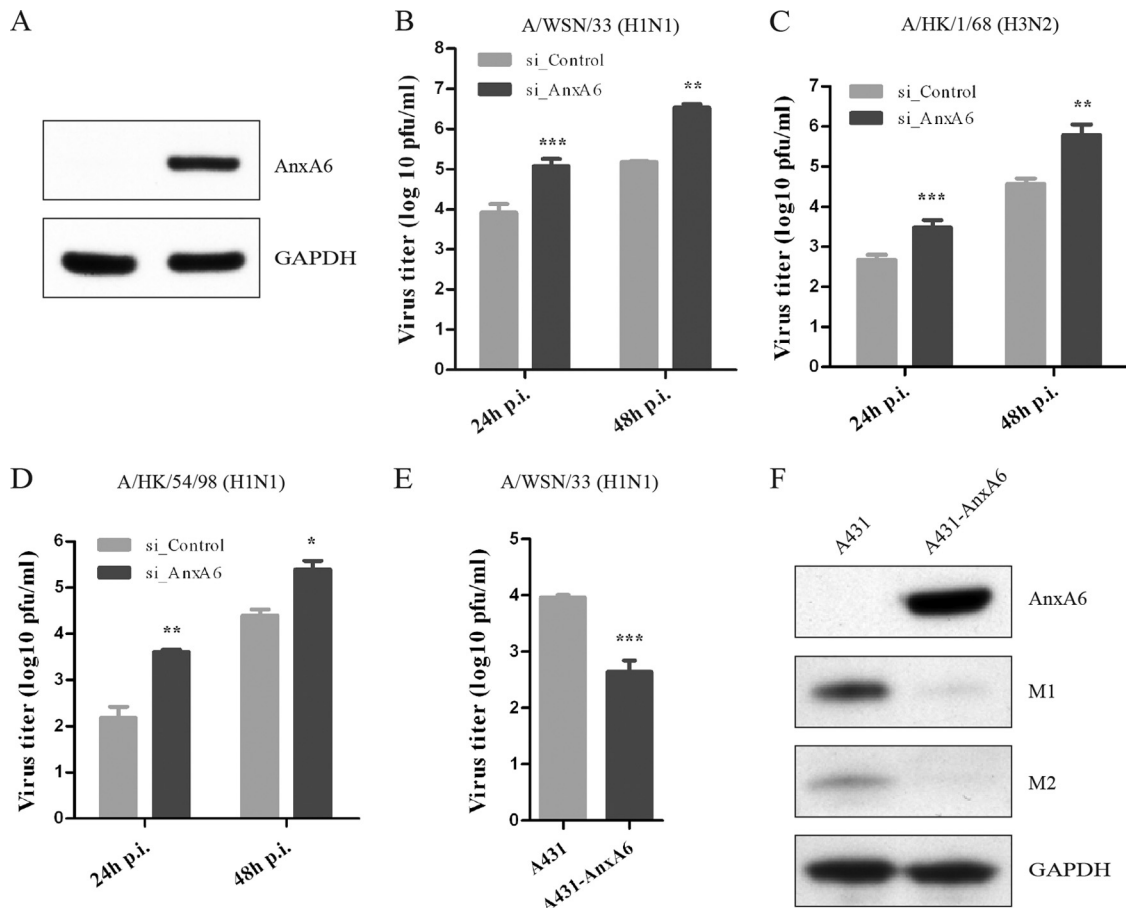 A
AnxA6
GAPDH
B
A/WSN/33 (H1N1)
si_Control
si_AnxA6
Virus titer (log 10 pfu/ml)
8
7
6
5
4
3
2
1
0
***
**
24h p.i.
48h p.i.
C
A/HK/1/68 (H3N2)
si_Control
si_AnxA6
Virus titer (log10 pfu/ml)
7
6
5
4
3
2
1
0
***
**
24h p.i.
48h p.i.
D
A/HK/54/98 (H1N1)
si_Control
si_AnxA6
Virus titer (log10 pfu/ml)
6
5
4
3
2
1
0
**
*
24h p.i.
48h p.i.
E
A/WSN/33 (H1N1)
Virus titer (log10 pfu/ml)
5
4
3
2
1
0
***
A431
A431-AnxA6
F
A431
A431-AnxA6
AnxA6
M1
M2
GAPDH